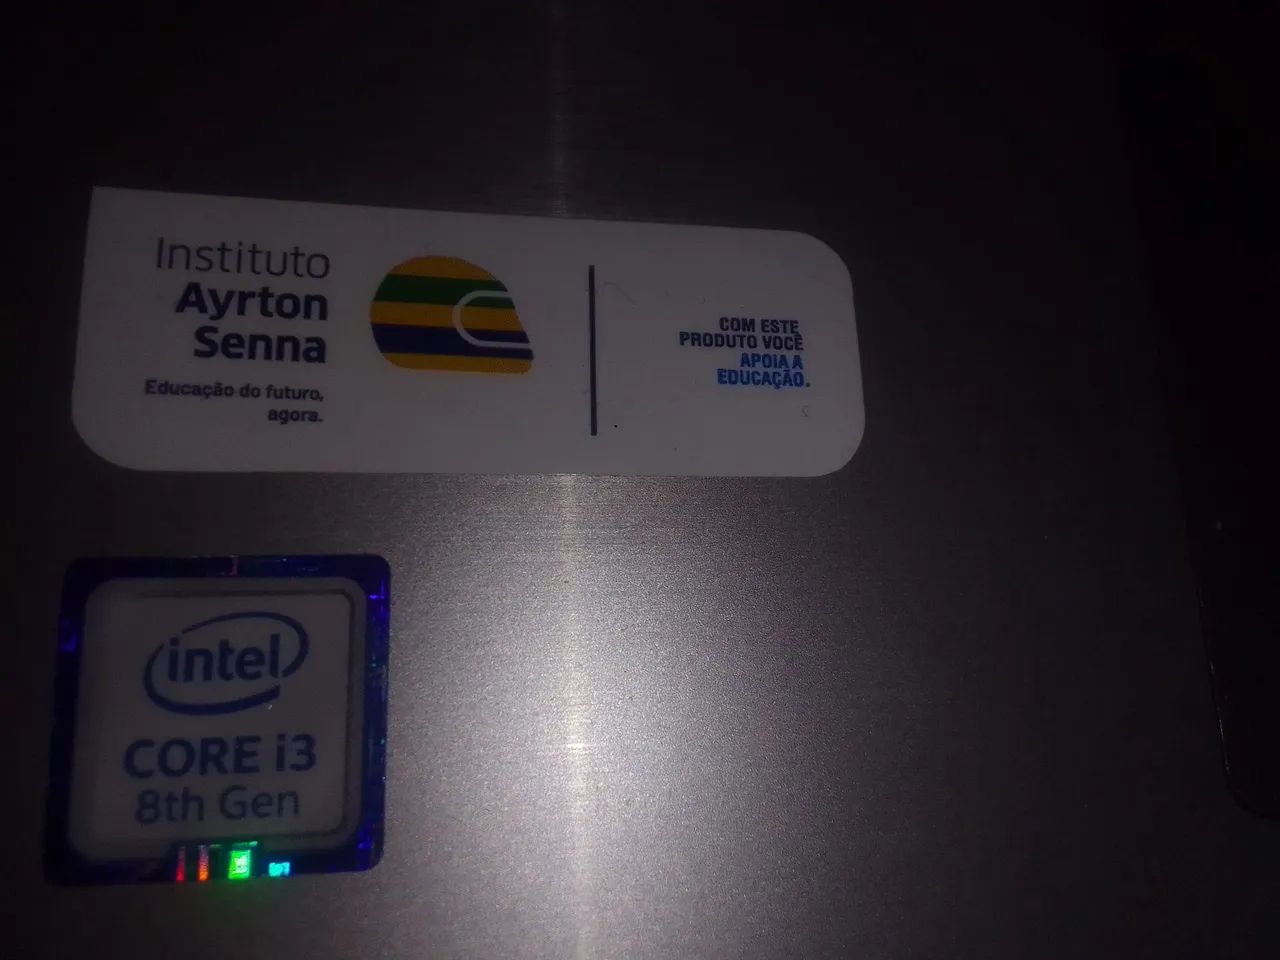 Instituto
Ayrton
Senna
Educação do futuro,
agora.
COM ESTE
PRODUTO VOCÊ
APOIA A
EDUCAÇÃO.
intel
CORE i3
8th Gen